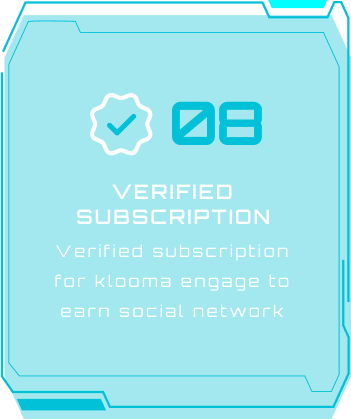 08
VERIFIED
SUBSCRIPTION
Verified subscription
for klooma engage to
earn social network